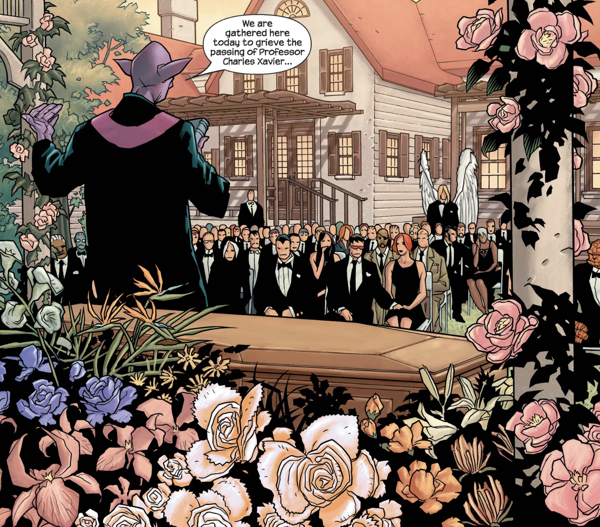 We are
gathered here
today to grieve the
passing of Professor
Charles Xavier...